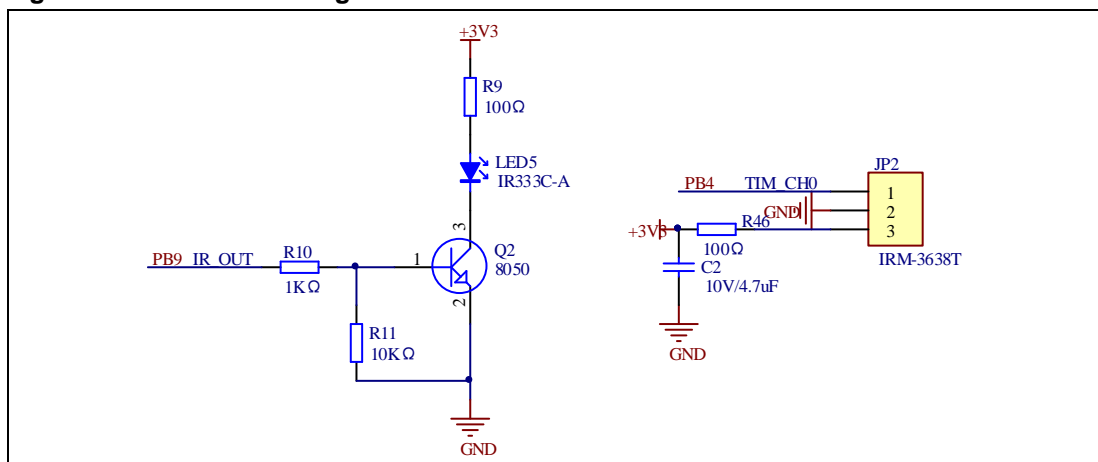 +3V3
R9
100Ω
LED5
IR333C-A
3
Q2
8050
1
2
PB9 IR_OUT
R10
1KΩ
R11
10KΩ
GND
JP2
PB4 TIM_CH0
1
GND
2
+3V3
R46
3
100Ω
IRM-3638T
C2
10V/4.7uF
GND